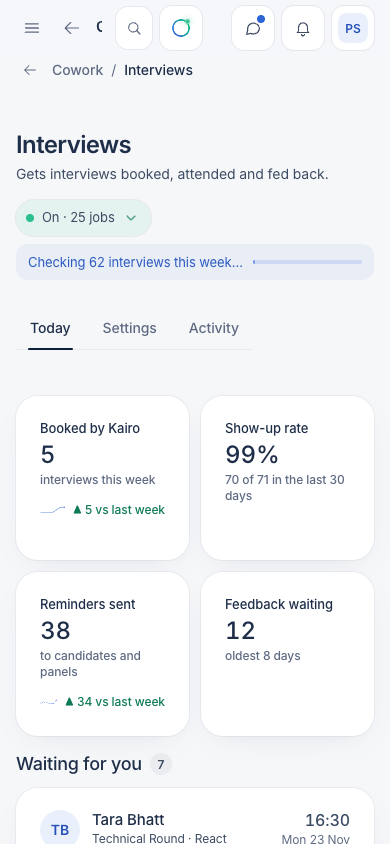 PS
Cowork / Interviews
Interviews
Gets interviews booked, attended and fed back.
On · 25 jobs
Checking 62 interviews this week...
Today Settings Activity
Booked by Kairo
5
interviews this week
▲ 5 vs last week
Show-up rate
99%
70 of 71 in the last 30
days
Reminders sent
38
to candidates and
panels
▲ 34 vs last week
Feedback waiting
12
oldest 8 days
Waiting for you 7
TB
Tara Bhatt
16:30
Technical Round · React
Mon 23 Nov